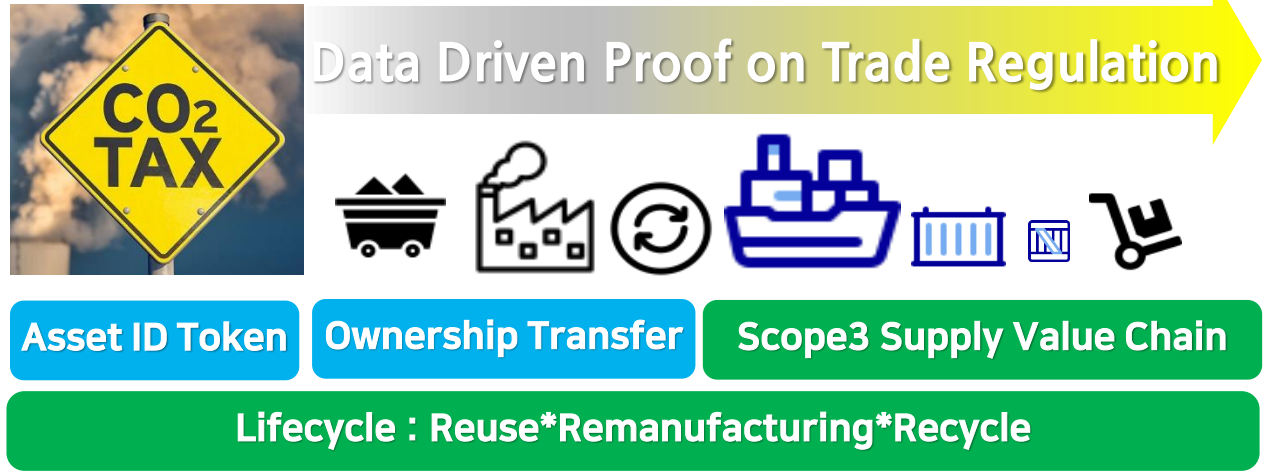 CO2
TAX
Data Driven Proof on Trade Regulation
Asset ID Token
Ownership Transfer
Scope3 Supply Value Chain
Lifecycle : Reuse*Remanufacturing*Recycle